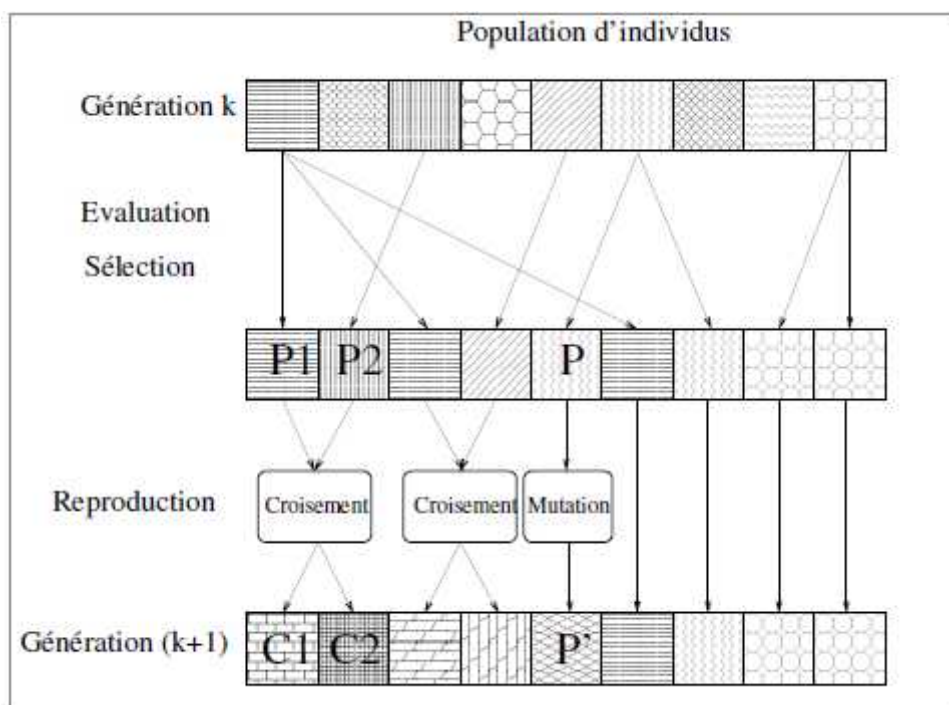 Population d'individus
Génération k
Evaluation
Sélection
P1 P2 P
Reproduction
Croisement Croisement Mutation
Génération (k+1)
C1 C2 P'